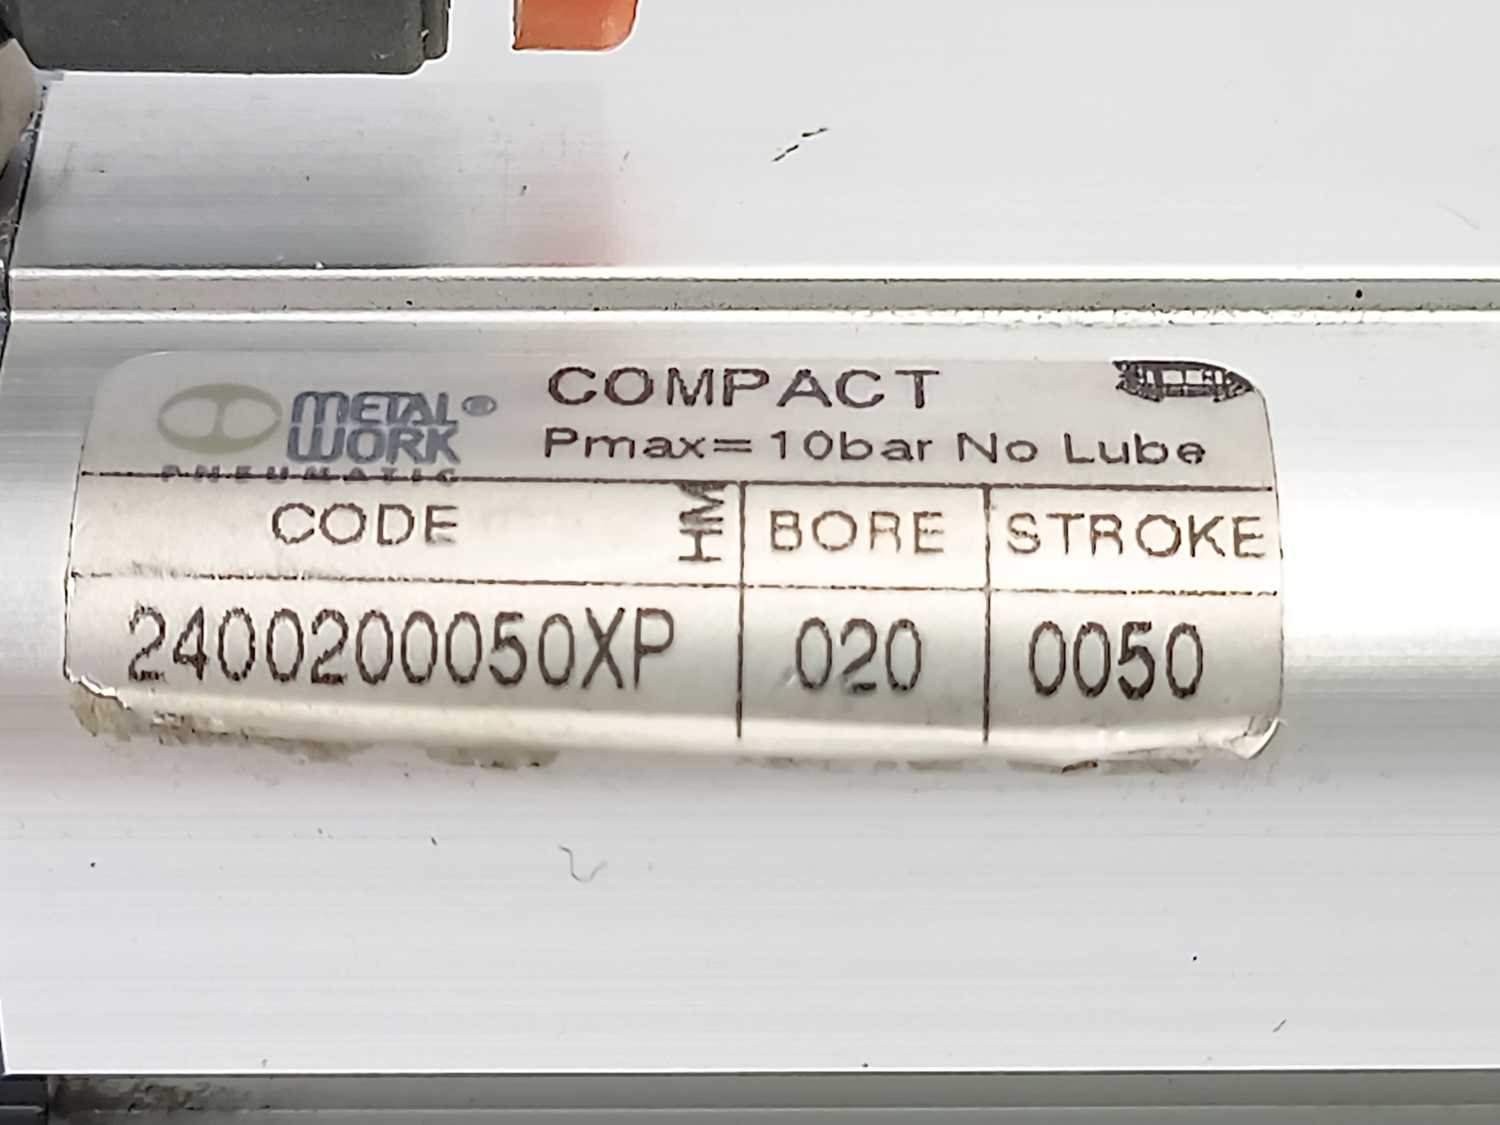 METAL WORK® COMPACT
PNEUMATIC Pmax=10bar No Lube
CODE HM BORE STROKE
2400200050XP 020 0050